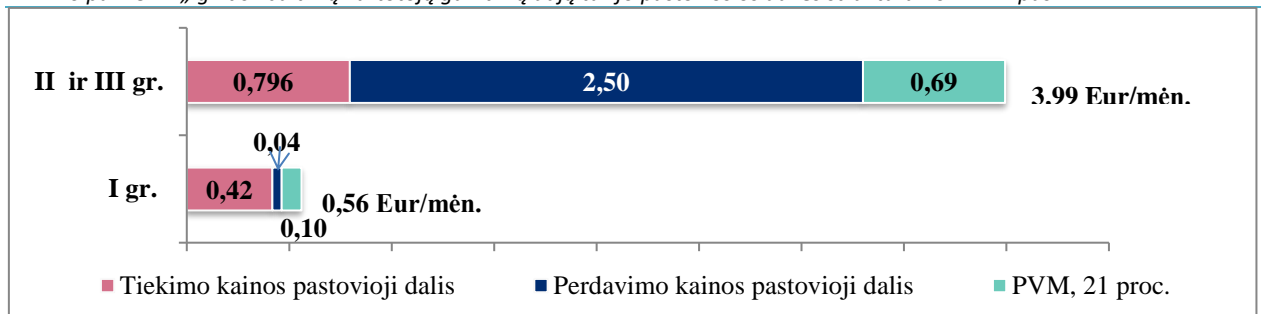 II ir III gr.
0,796
2,50
0,69
3,99 Eur/mėn.
0,04
I gr.
0,42
0,56 Eur/mėn.
0,10
Tiekimo kainos pastovioji dalis
Perdavimo kainos pastovioji dalis
PVM, 21 proc.